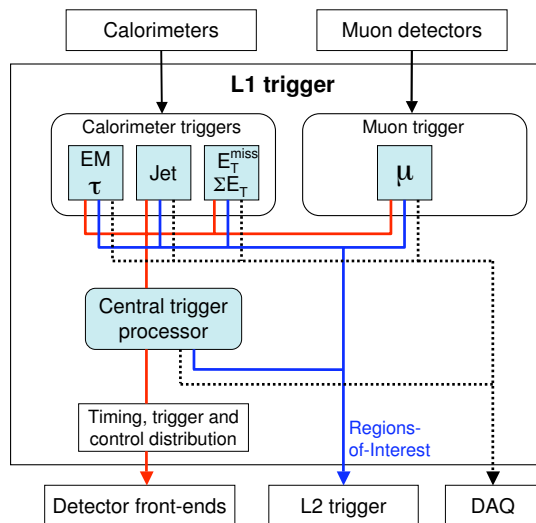 Calorimeters
Muon detectors
L1 trigger
Calorimeter triggers
Muon trigger
EM
τ
Jet
E_T^miss
ΣE_T
μ
Central trigger
processor
Timing, trigger and
control distribution
Regions-
of-Interest
Detector front-ends
L2 trigger
DAQ